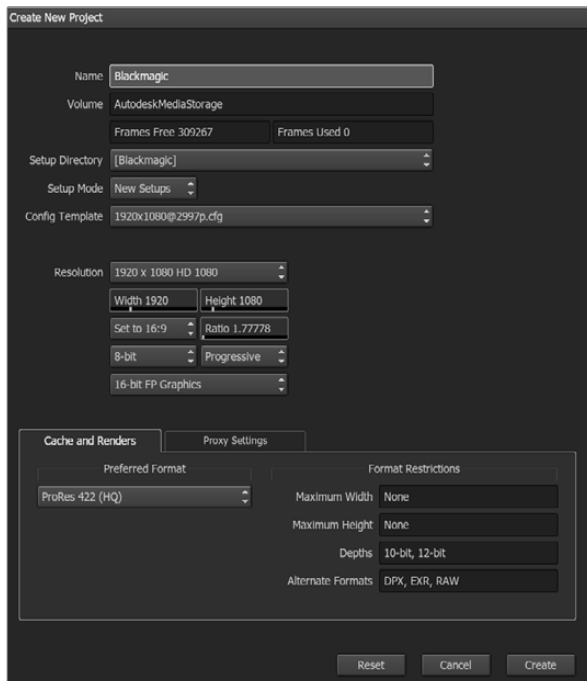 Create New Project
Name Blackmagic
Volume AutodeskMediaStorage
Frames Free 309267 Frames Used 0
Setup Directory [Blackmagic]
Setup Mode New Setups
Config Template 1920x1080@2997p.cfg
Resolution 1920 x 1080 HD 1080
Width 1920 Height 1080
Set to 16:9 Ratio 1.77778
8-bit Progressive
16-bit FP Graphics
Cache and Renders Proxy Settings
Preferred Format Format Restrictions
ProRes 422 (HQ) Maximum Width None
Maximum Height None
Depths 10-bit, 12-bit
Alternate Formats DPX, EXR, RAW
Reset Cancel Create